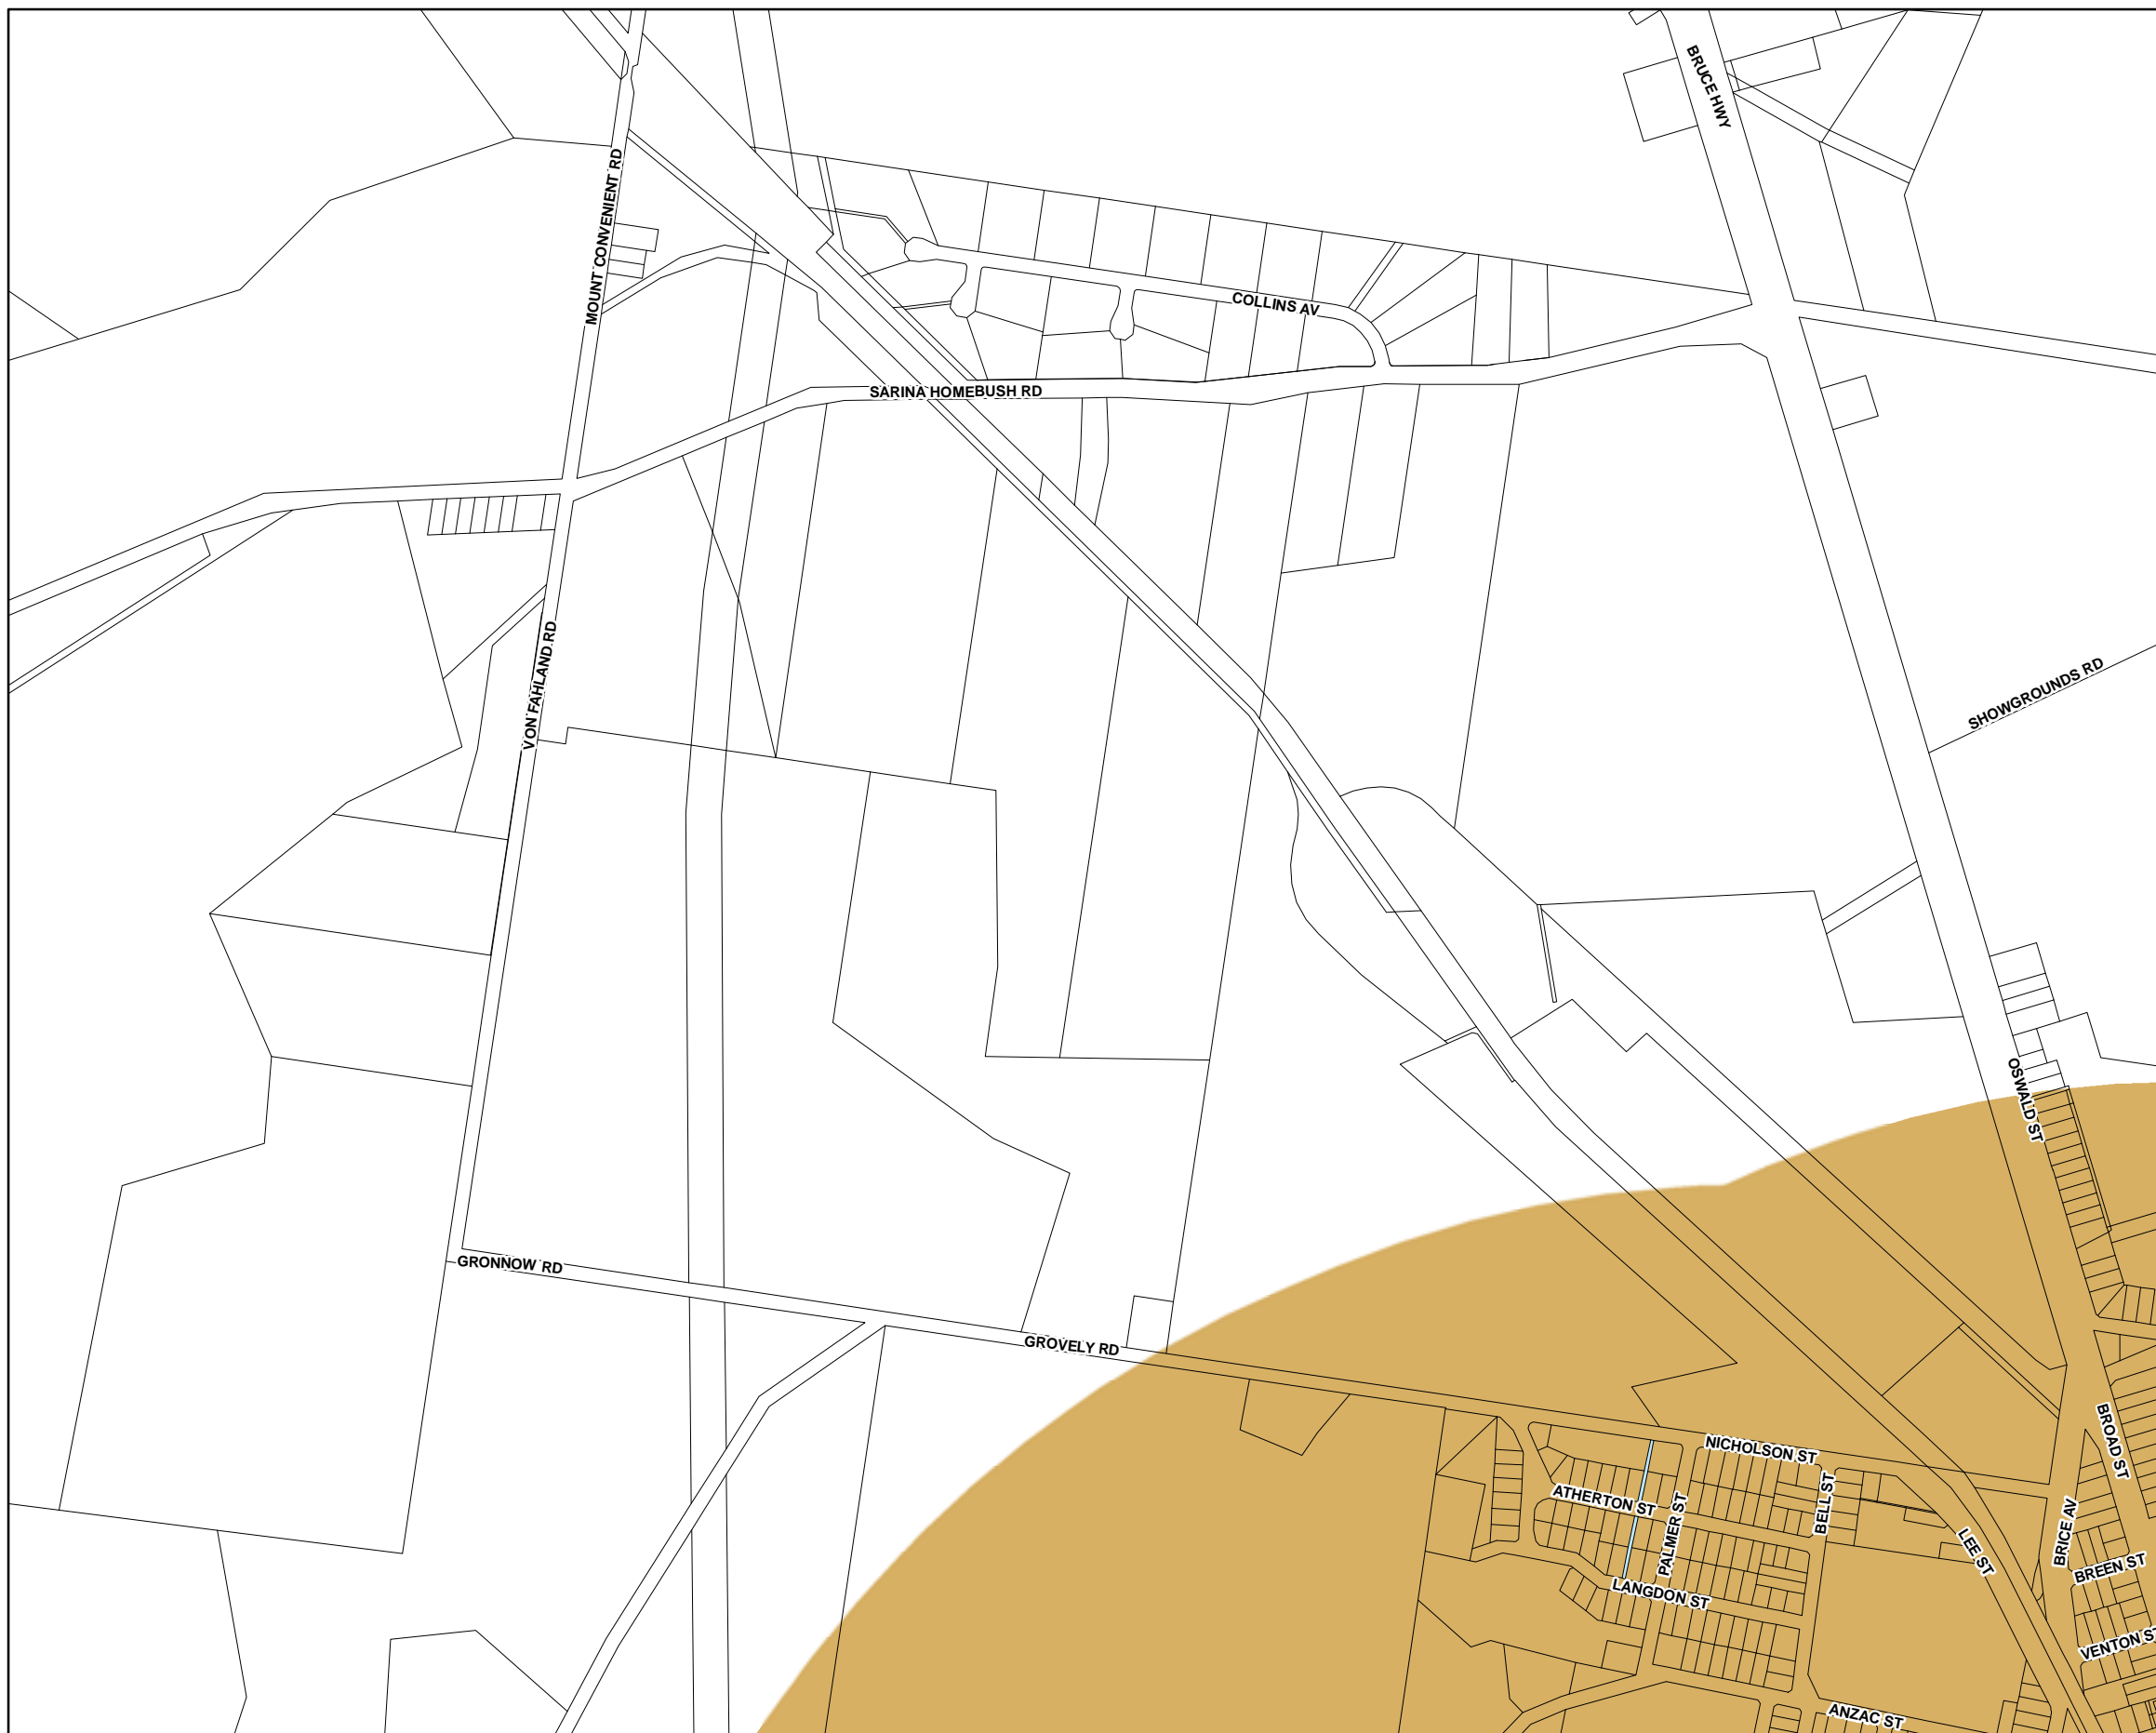 BRUCE HWY
MOUNT CONVENIENT RD
COLLINS AV
SARINA HOMEBUSH RD
VON FAHLAND RD
SHOWGROUNDS RD
OSWALD ST
GRONNOW RD
GROVELY RD
BROAD ST
NICHOLSON ST
ATHERTON ST
PALMER ST
BELL ST
BRICE AV
LEE ST
BREEN ST
LANGDON ST
VENTON ST
ANZAC ST